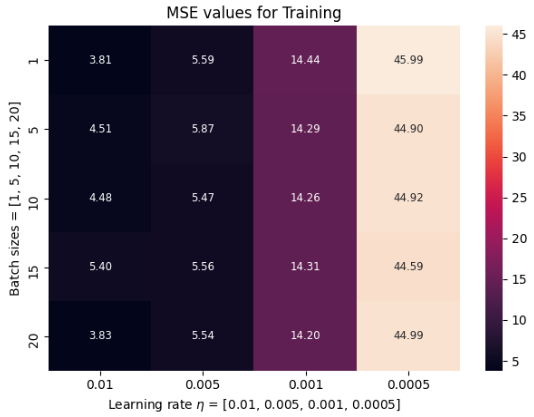 MSE values for Training
Batch sizes = [1, 5, 10, 15, 20]
1 3.81 5.59 14.44 45.99
5 4.51 5.87 14.29 44.90
10 4.48 5.47 14.26 44.92
15 5.40 5.56 14.31 44.59
20 3.83 5.54 14.20 44.99
0.01 0.005 0.001 0.0005
Learning rate η = [0.01, 0.005, 0.001, 0.0005]
45
40
35
30
25
20
15
10
5